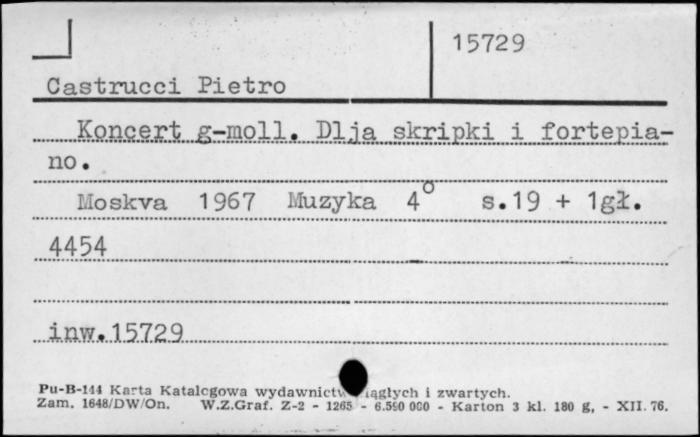 15729
Castrucci Pietro
Koncert g-moll. Dlja skripki i fortepia-
no.
Moskva 1967 Muzyka 4° s.19 + 1gł.
4454
inw.15729
Pu-B-144 Karta Katalogowa wydawnictw iągłych i zwartych.
Zam. 1648/DW/On. W.Z.Graf. Z-2 - 1265 - 6.590 000 - Karton 3 kl. 180 g, - XII. 76.